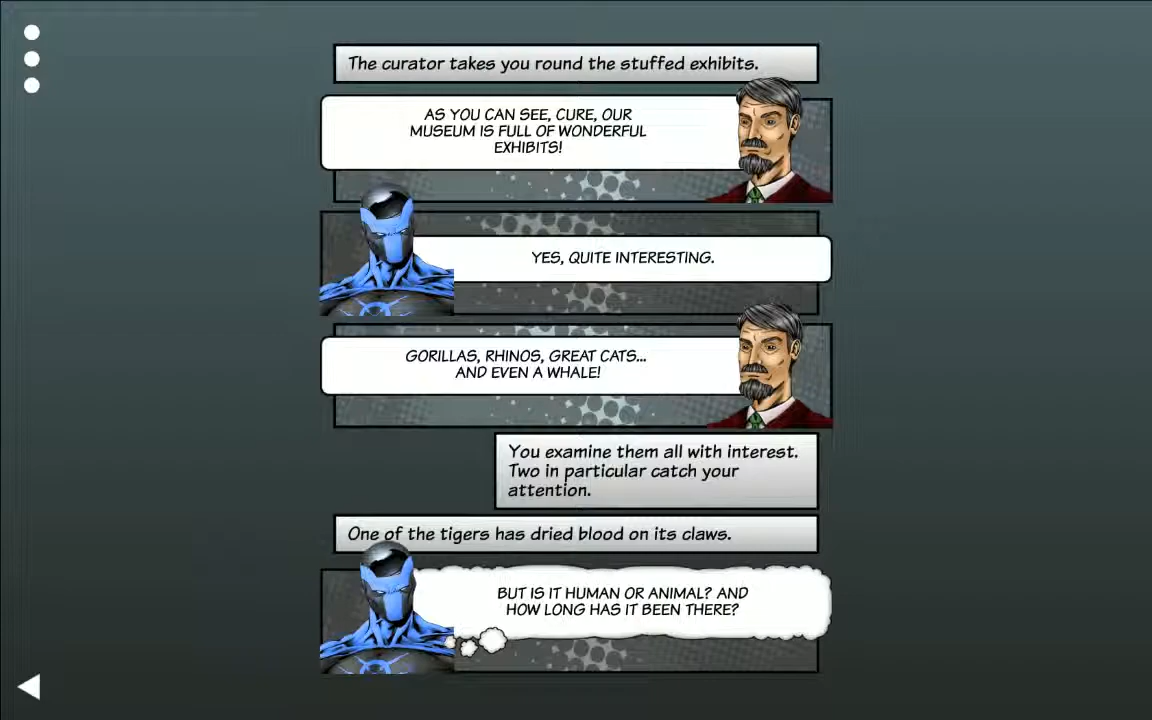 The curator takes you round the stuffed exhibits.
AS YOU CAN SEE, CURE, OUR
MUSEUM IS FULL OF WONDERFUL
EXHIBITS!
YES, QUITE INTERESTING.
GORILLAS, RHINOS, GREAT CATS...
AND EVEN A WHALE!
You examine them all with interest.
Two in particular catch your
attention.
One of the tigers has dried blood on its claws.
BUT IS IT HUMAN OR ANIMAL? AND
HOW LONG HAS IT BEEN THERE?